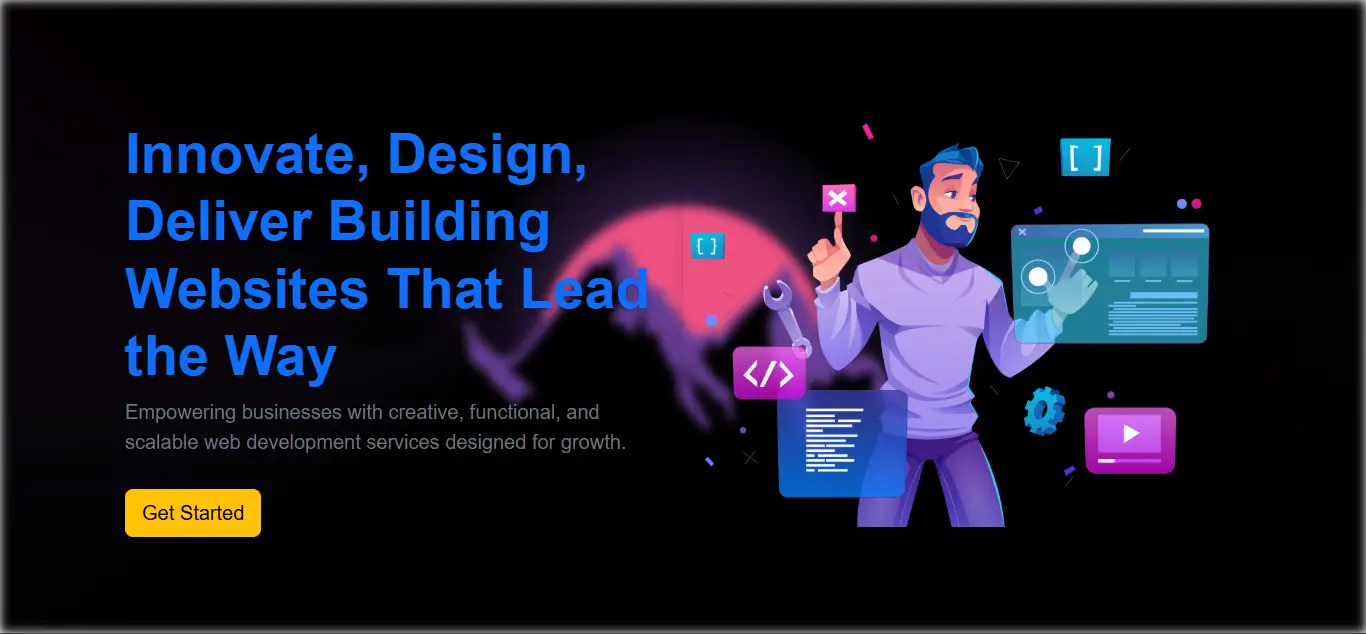 Innovate, Design,
Deliver Building
Websites That Lead
the Way
Empowering businesses with creative, functional, and
scalable web development services designed for growth.
Get Started
[ ]
{ }
</>